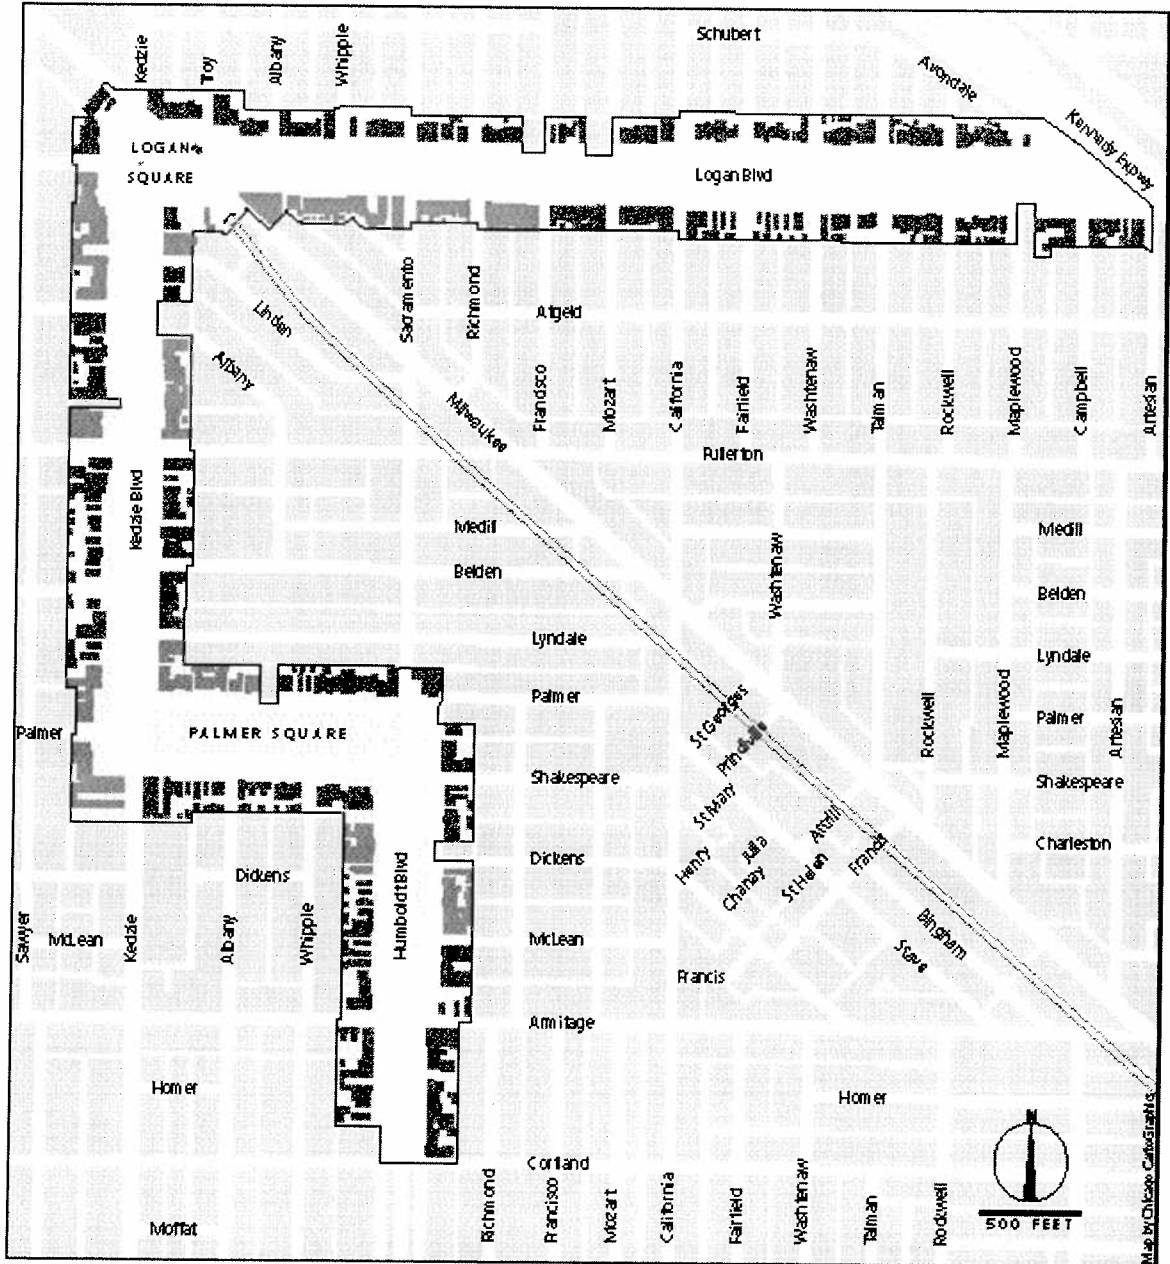 Schubert
Kedzie
Troy
Albany
Whipple
Avondale
Kennedy Expwy
LOGAN
SQUARE
Logan Blvd
Linden
Albany
Sacramento
Richmond
Altgeld
Milwaukee
Francisco
Mozart
California
Fairfield
Washtenaw
Talman
Rockwell
Maplewood
Campbell
Artesian
Fullerton
Kedzie Blvd
Medill
Medill
Belden
Belden
Washtenaw
Lyndale
Lyndale
Palmer
PALMER SQUARE
Palmer
St Georges
Prindiville
Rockwell
Maplewood
Palmer
Artesian
Shakespeare
Shakespeare
St Mary
Attrill
Charleston
Dickens
Humboldt Blvd
Dickens
Henry
Julia
Chanay
St Helen
Francis
Sawyer
McLean
Kedzie
Albany
Whipple
McLean
Bingham
Stave
Francis
Armitage
Homer
Homer
N
Cortland
Richmond
Francisco
Mozart
California
Fairfield
Washtenaw
Talman
Rockwell
500 FEET
Moffat
Map by Chicago CartoGraphics